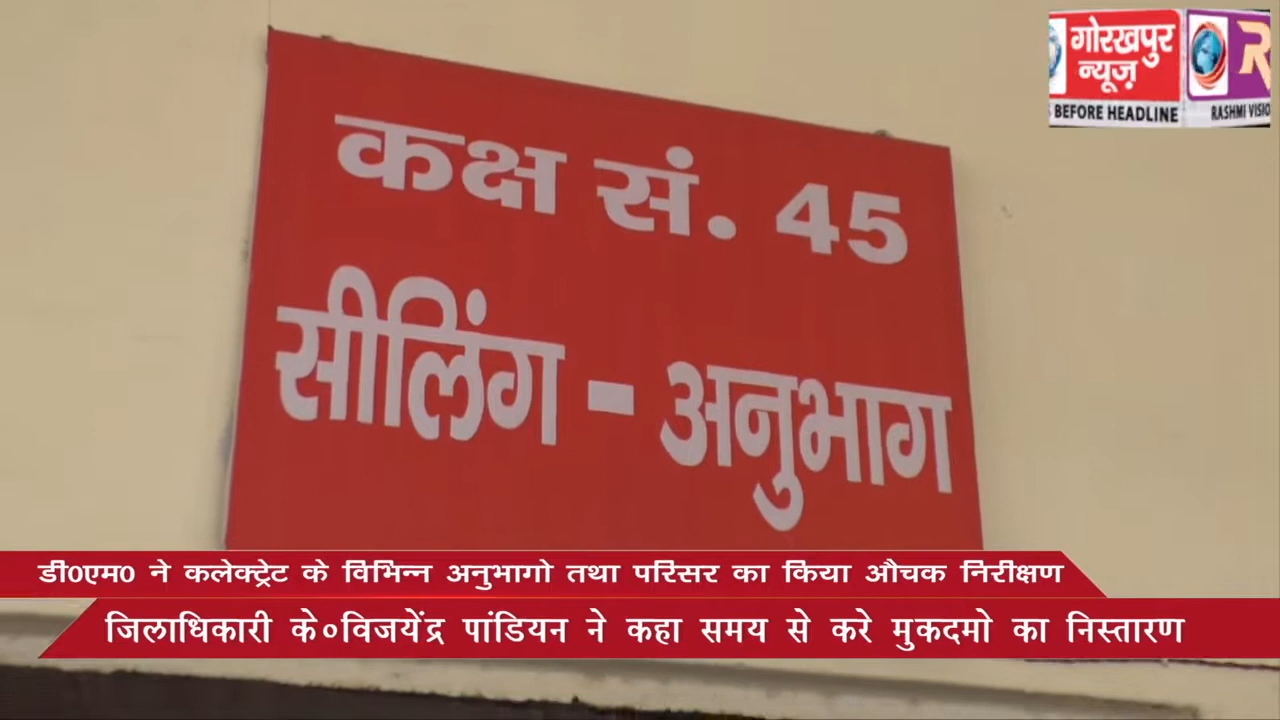 गोरखपुर
न्यूज़
BEFORE HEADLINE
RASHMI
कक्ष सं. 45
सीलिंग - अनुभाग
डी0एम0 ने कलेक्ट्रेट के विभिन्न अनुभागो तथा परिसर का किया औचक निरीक्षण
जिलाधिकारी के०विजयेंद्र पांडियन ने कहा समय से करे मुकदमो का निस्तारण